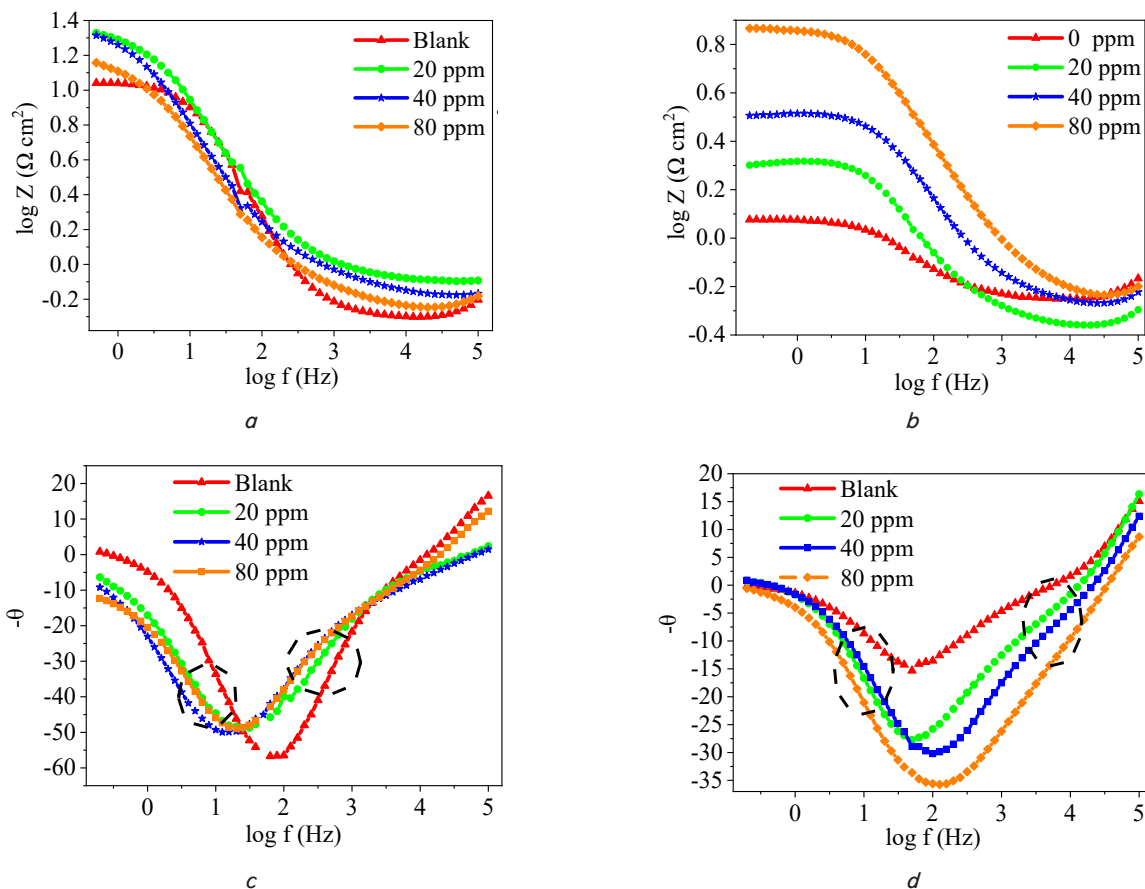 1.4
1.2
1.0
0.8
0.6
0.4
0.2
0.0
-0.2
log Z (Ω cm²)
Blank
20 ppm
40 ppm
80 ppm
0 1 2 3 4 5
log f (Hz)
a
0.8
0.6
0.4
0.2
0.0
-0.2
-0.4
log Z (Ω cm²)
0 ppm
20 ppm
40 ppm
80 ppm
0 1 2 3 4 5
log f (Hz)
b
20
10
0
-10
-20
-30
-40
-50
-60
-θ
Blank
20 ppm
40 ppm
80 ppm
0 1 2 3 4 5
log f (Hz)
c
20
15
10
5
0
-5
-10
-15
-20
-25
-30
-35
-θ
Blank
20 ppm
40 ppm
80 ppm
0 1 2 3 4 5
log f (Hz)
d